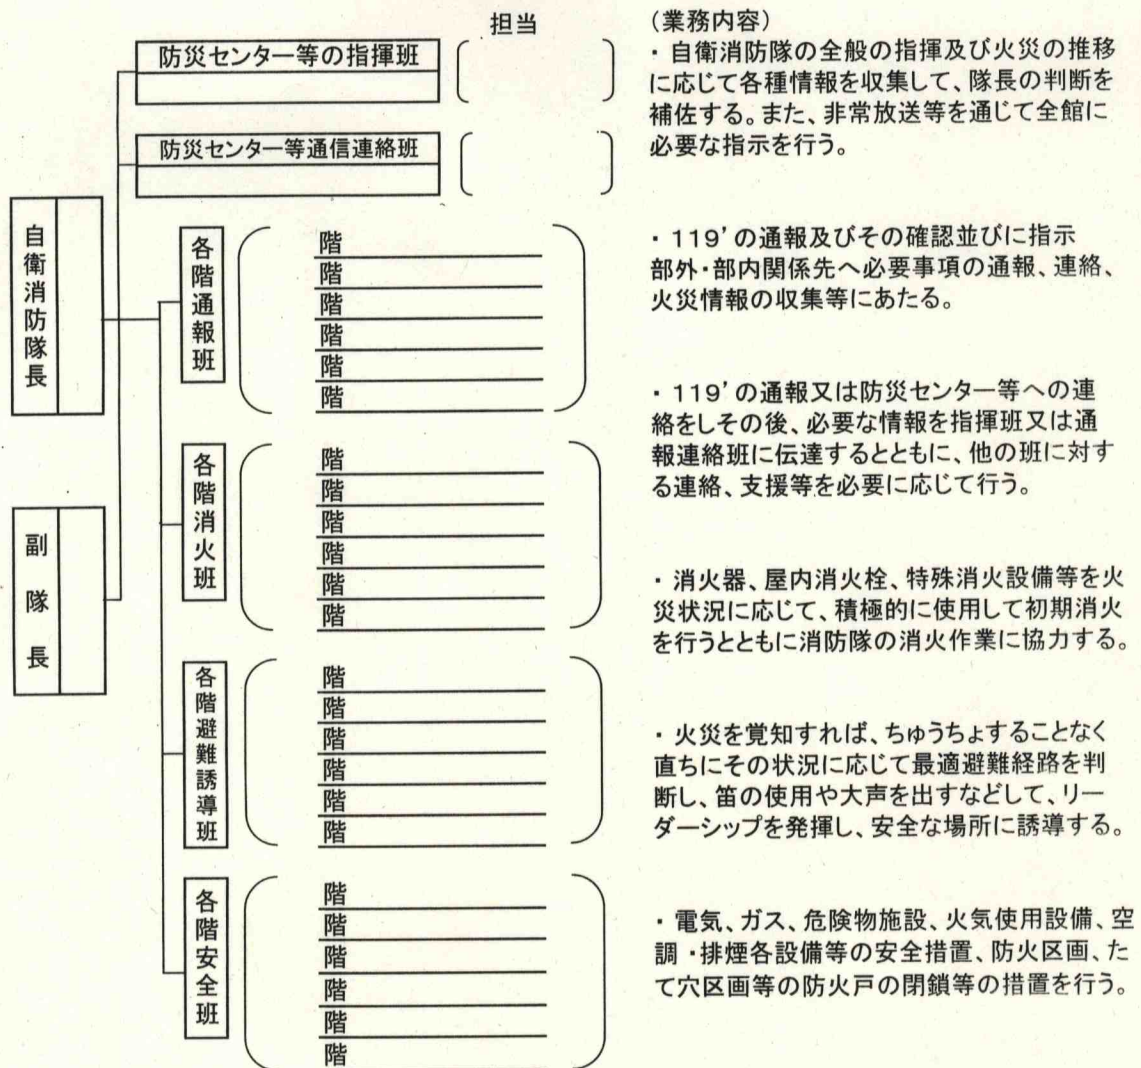 担当
防災センター等の指揮班
防災センター等通信連絡班
自衛消防隊長
副隊長
各階通報班
階
階
階
階
階
階
各階消火班
階
階
階
階
階
階
各階避難誘導班
階
階
階
階
階
階
各階安全班
階
階
階
階
階
階
(業務内容)
・自衛消防隊の全般の指揮及び火災の推移
に応じて各種情報を収集して、隊長の判断を
補佐する。また、非常放送等を通じて全館に
必要な指示を行う。
・119’の通報及びその確認並びに指示
部外・部内関係先へ必要事項の通報、連絡、
火災情報の収集等にあたる。
・119’の通報又は防災センター等への連
絡をしその後、必要な情報を指揮班又は通
報連絡班に伝達するとともに、他の班に対す
る連絡、支援等を必要に応じて行う。
・消火器、屋内消火栓、特殊消火設備等を火
災状況に応じて、積極的に使用して初期消火
を行うとともに消防隊の消火作業に協力する。
・火災を覚知すれば、ちゅうちょすることなく
直ちにその状況に応じて最適避難経路を判
断し、笛の使用や大声を出すなどして、リー
ダーシップを発揮し、安全な場所に誘導する。
・電気、ガス、危険物施設、火気使用設備、空
調・排煙各設備等の安全措置、防火区画、た
て穴区画等の防火戸の閉鎖等の措置を行う。